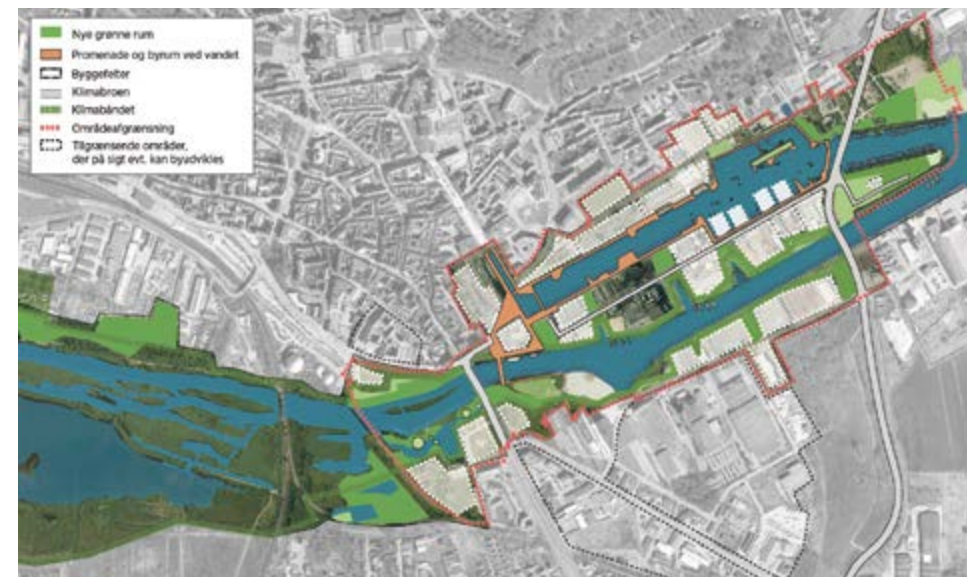 Nye grønne rum
Promenade og byrum ved vandet
Byggefelter
Klimabroen
Klimabåndet
Områdeafgrænsning
Tilgrænsende områder,
der på sigt evt. kan byudvikles